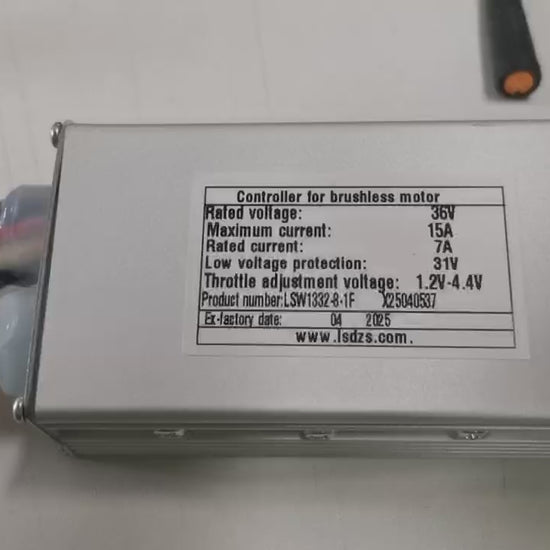 Controller for brushless motor
Rated voltage: 36V
Maximum current: 15A
Rated current: 7A
Low voltage protection: 31V
Throttle adjustment voltage: 1.2V-4.4V
Product number:LSW1332-8-1F X25040537
Ex-factory date: 04 2025
www.lsdzs.com.